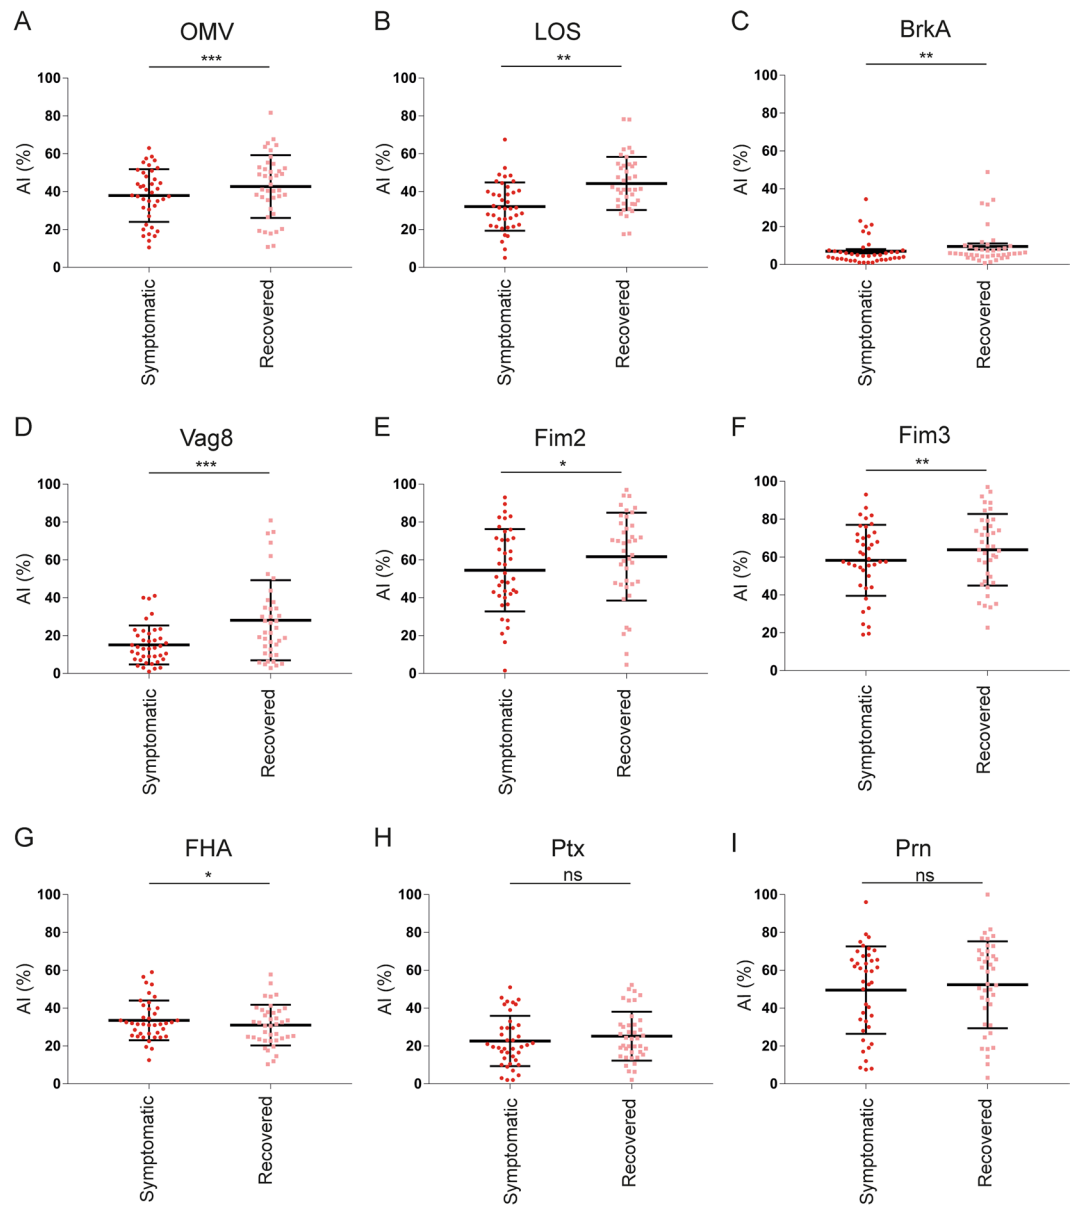 A
OMV
***
AI (%)
100
80
60
40
20
0
Symptomatic
Recovered
B
LOS
**
AI (%)
100
80
60
40
20
0
Symptomatic
Recovered
C
BrkA
**
AI (%)
100
80
60
40
20
0
Symptomatic
Recovered
D
Vag8
***
AI (%)
100
80
60
40
20
0
Symptomatic
Recovered
E
Fim2
*
AI (%)
100
80
60
40
20
0
Symptomatic
Recovered
F
Fim3
**
AI (%)
100
80
60
40
20
0
Symptomatic
Recovered
G
FHA
*
AI (%)
100
80
60
40
20
0
Symptomatic
Recovered
H
Ptx
ns
AI (%)
100
80
60
40
20
0
Symptomatic
Recovered
I
Prn
ns
AI (%)
100
80
60
40
20
0
Symptomatic
Recovered